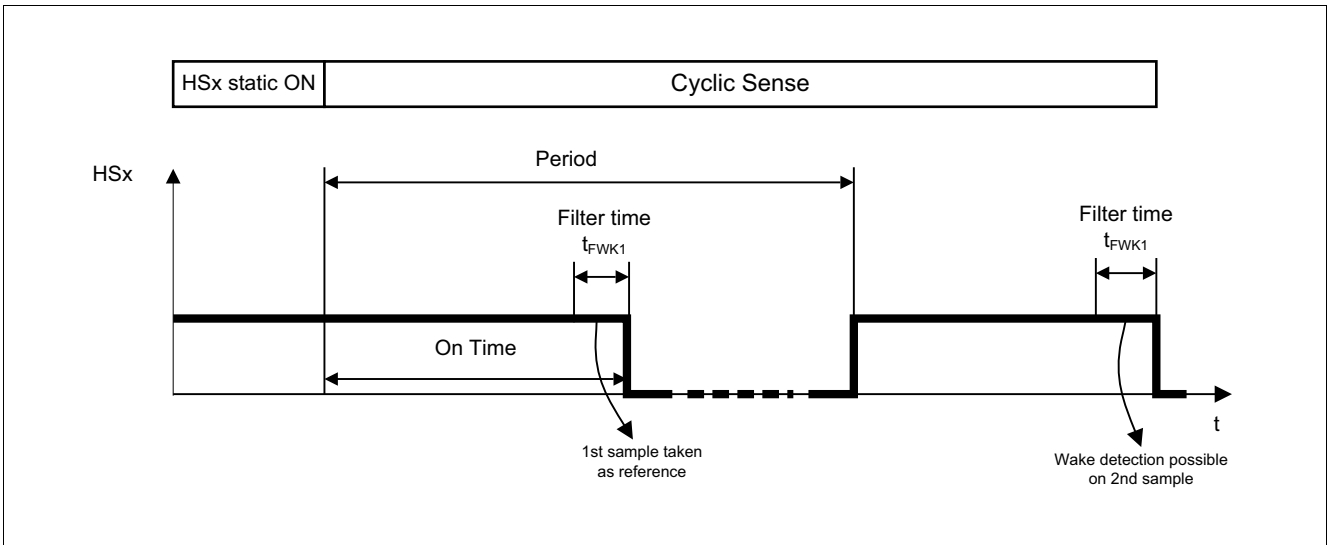 HSx static ON
Cyclic Sense
Period
HSx
Filter time
tFWK1
Filter time
tFWK1
On Time
t
1st sample taken
as reference
Wake detection possible
on 2nd sample